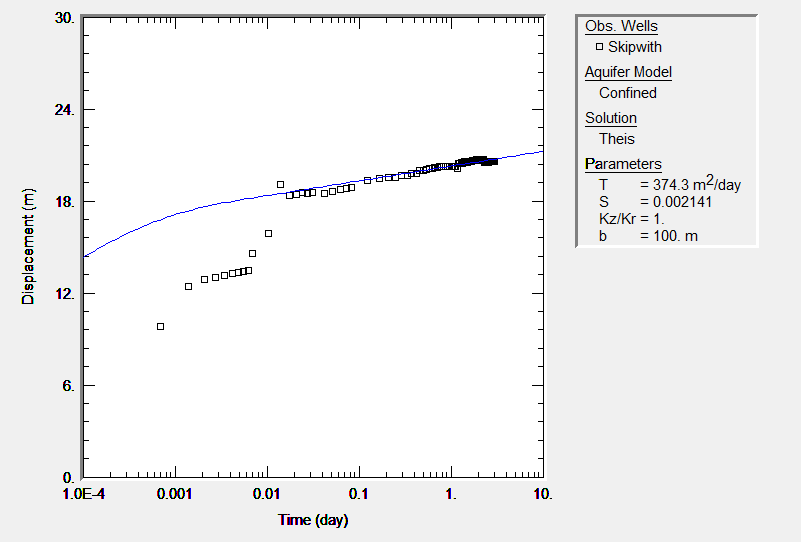 30.
24.
18.
12.
6.
0.
Displacement (m)
1.0E-4 0.001 0.01 0.1 1. 10.
Time (day)
Obs. Wells
Skipwith
Aquifer Model
Confined
Solution
Theis
Parameters
T = 374.3 m2/day
S = 0.002141
Kz/Kr = 1.
b = 100. m